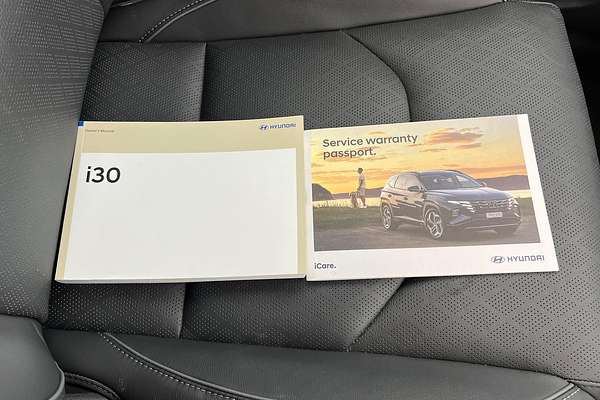 Owner's Manual
HYUNDAI
i30
Service warranty
passport.
iCare.
HYUNDAI